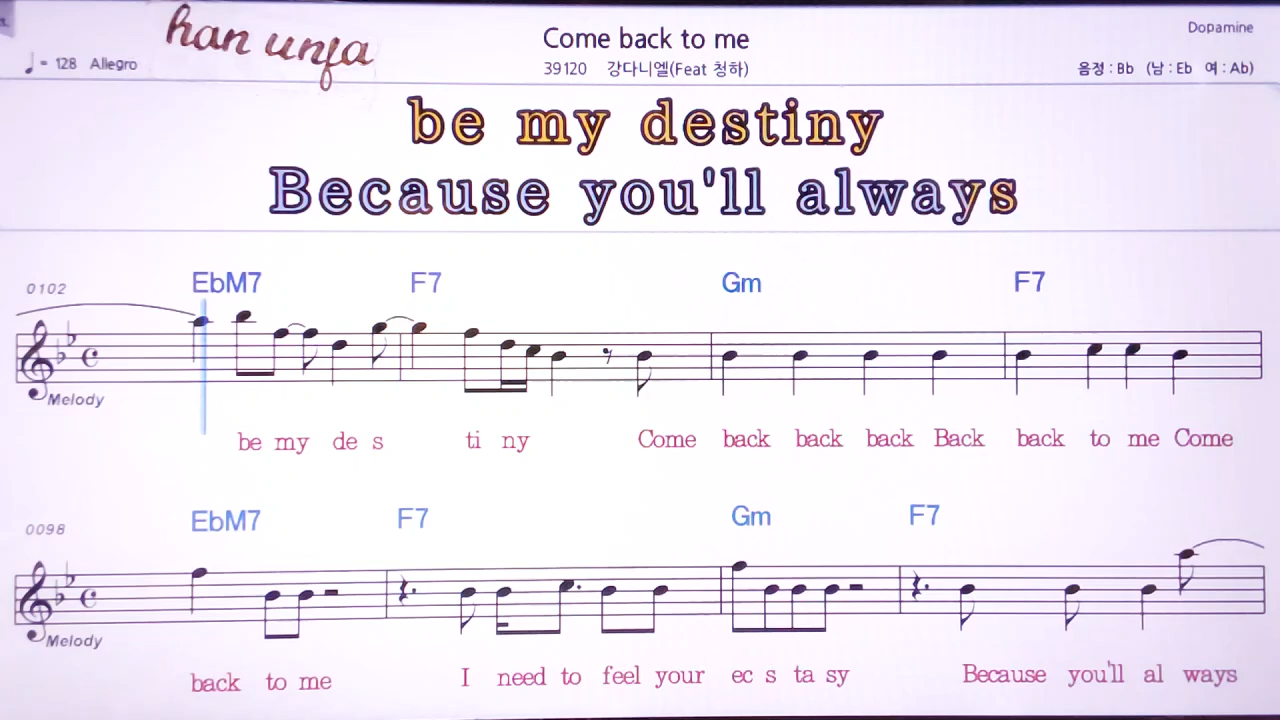 han unfa
Come back to me
Dopamine
♩= 128 Allegro
39120 강다니엘(Feat 청하)
음정 : Bb (남 : Eb 여 : Ab)
be my destiny
Because you'll always
0102
EbM7 F7 Gm F7
Melody
be my de s ti ny Come back back back Back back to me Come
0098
EbM7 F7 Gm F7
Melody
back to me I need to feel your ec s ta sy Because you'll al ways